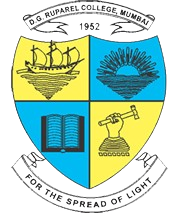 D.G. RUPAREL COLLEGE, MUMBAI
1952
FOR THE SPREAD OF LIGHT